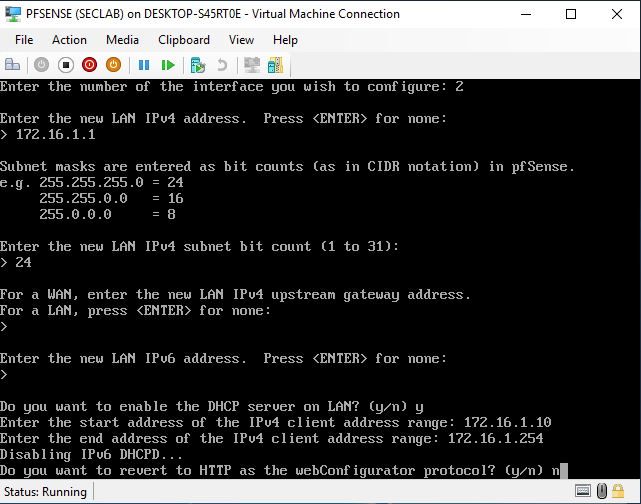 PFSENSE (SECLAB) on DESKTOP-S45RT0E - Virtual Machine Connection
File Action Media Clipboard View Help
Enter the number of the interface you wish to configure: 2
Enter the new LAN IPv4 address.  Press <ENTER> for none:
> 172.16.1.1
Subnet masks are entered as bit counts (as in CIDR notation) in pfSense.
e.g. 255.255.255.0 = 24
     255.255.0.0   = 16
     255.0.0.0     = 8
Enter the new LAN IPv4 subnet bit count (1 to 31):
> 24
For a WAN, enter the new LAN IPv4 upstream gateway address.
For a LAN, press <ENTER> for none:
>
Enter the new LAN IPv6 address.  Press <ENTER> for none:
>
Do you want to enable the DHCP server on LAN? (y/n) y
Enter the start address of the IPv4 client address range: 172.16.1.10
Enter the end address of the IPv4 client address range: 172.16.1.254
Disabling IPv6 DHCPD...
Do you want to revert to HTTP as the webConfigurator protocol? (y/n) n
Status: Running